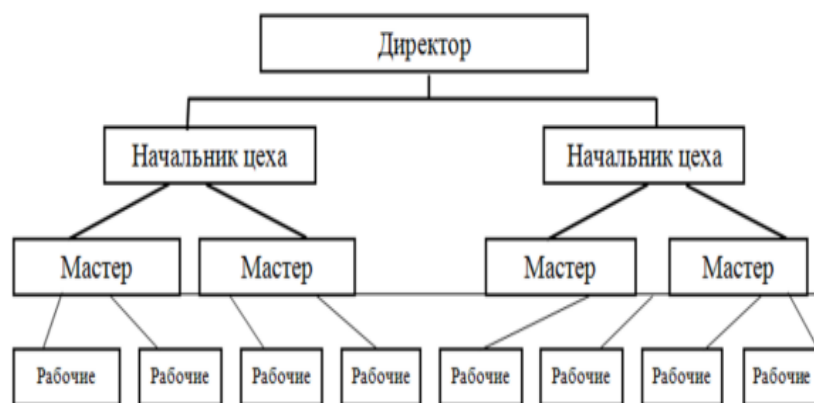 Директор
Начальник цеха
Начальник цеха
Мастер
Мастер
Мастер
Мастер
Рабочие
Рабочие
Рабочие
Рабочие
Рабочие
Рабочие
Рабочие
Рабочие